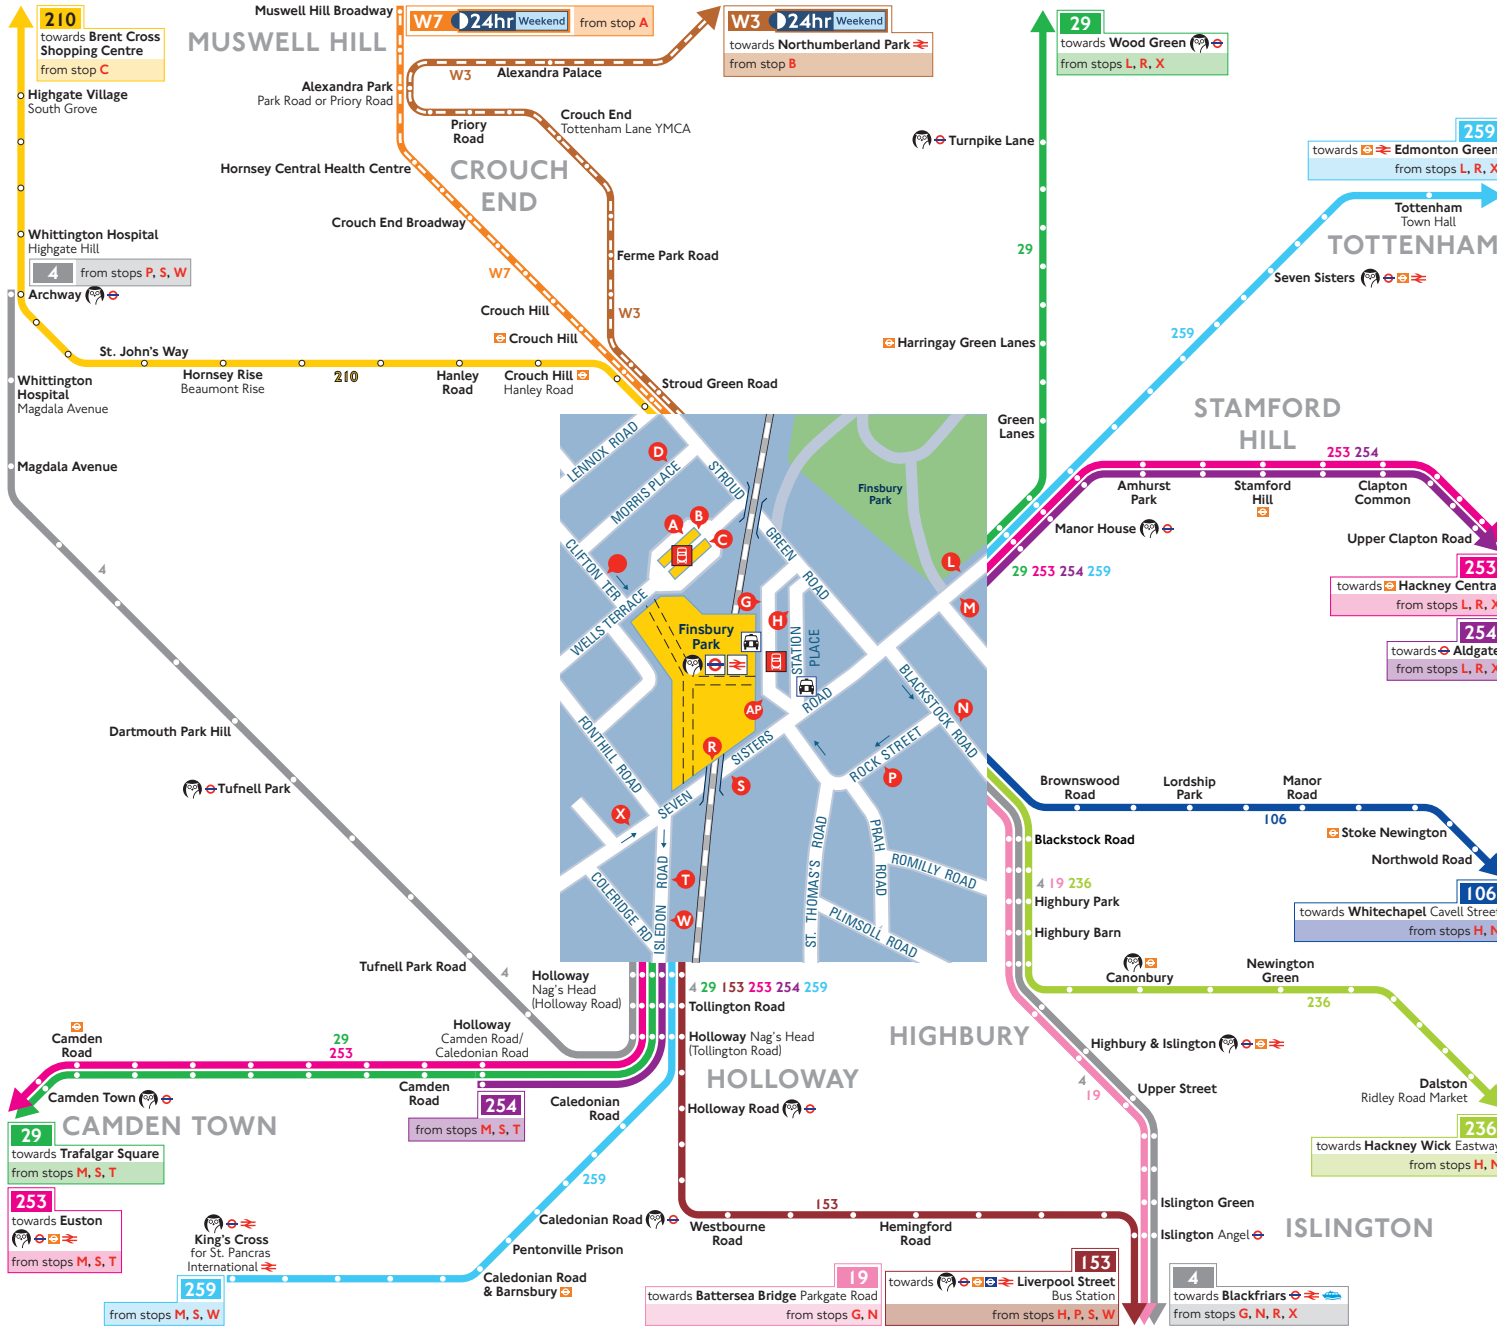 210
towards Brent Cross
Shopping Centre
from stop C
MUSWELL HILL
Muswell Hill Broadway
W7 24hr Weekend from stop A
W3 24hr Weekend
towards Northumberland Park
from stop B
29
towards Wood Green
from stops L, R, X
W3
Alexandra Palace
Alexandra Park
Park Road or Priory Road
Highgate Village
South Grove
Priory
Road
Crouch End
Tottenham Lane YMCA
Turnpike Lane
259
towards Edmonton Green
from stops L, R, X
Hornsey Central Health Centre
CROUCH
END
Crouch End Broadway
Tottenham
Town Hall
TOTTENHAM
Whittington Hospital
Highgate Hill
4 from stops P, S, W
Archway
29
Ferme Park Road
W7
Seven Sisters
Crouch Hill
W3
Crouch Hill
259
Harringay Green Lanes
St. John's Way
Hornsey Rise
Beaumont Rise
210
Hanley
Road
Crouch Hill
Hanley Road
Stroud Green Road
Whittington
Hospital
Magdala Avenue
Green
Lanes
STAMFORD
HILL
Magdala Avenue
253 254
Amhurst
Park
Stamford
Hill
Clapton
Common
Manor House
Upper Clapton Road
29 253 254 259
253
towards Hackney Centra
from stops L, R, X
254
towards Aldgate
from stops L, R, X
LENNOX ROAD
D
MORRIS PLACE
STROUD
GREEN
ROAD
Finsbury
Park
A
B
C
CLIFTON TER
WELLS TERRACE
L
M
G
H
Finsbury
Park
STATION
PLACE
BLACKSTOCK ROAD
AP
N
FONTHILL ROAD
R
SEVEN
SISTERS
ROAD
ROCK STREET
S
P
X
ISLEDON
ROAD
ST. THOMAS'S
ROAD
PRAH
ROAD
ROMILLY ROAD
COLERIDGE RD
T
W
PLIMSOLL ROAD
4
Dartmouth Park Hill
Tufnell Park
Tufnell Park Road
4
Brownswood
Road
Lordship
Park
Manor
Road
106
Stoke Newington
Northwold Road
106
towards Whitechapel Cavell Street
from stops H, N
Blackstock Road
4 19 236
Highbury Park
Highbury Barn
Canonbury
Newington
Green
236
Holloway
Nag's Head
(Holloway Road)
4 29 153 253 254 259
Tollington Road
Holloway Nag's Head
(Tollington Road)
HOLLOWAY
HIGHBURY
Highbury & Islington
4
19
Upper Street
Dalston
Ridley Road Market
236
towards Hackney Wick Eastway
from stops H, N
Camden
Road
29
253
Holloway
Camden Road/
Caledonian Road
Camden Town
Camden
Road
254
from stops M, S, T
CAMDEN TOWN
29
towards Trafalgar Square
from stops M, S, T
253
towards Euston
from stops M, S, T
Caledonian
Road
Holloway Road
259
Caledonian Road
Pentonville Prison
King's Cross
for St. Pancras
International
Caledonian Road
& Barnsbury
259
from stops M, S, W
153
Westbourne
Road
Hemingford
Road
Islington Green
Islington Angel
ISLINGTON
19
towards Battersea Bridge Parkgate Road
from stops G, N
153
towards Liverpool Street
Bus Station
from stops H, P, S, W
4
towards Blackfriars
from stops G, N, R, X